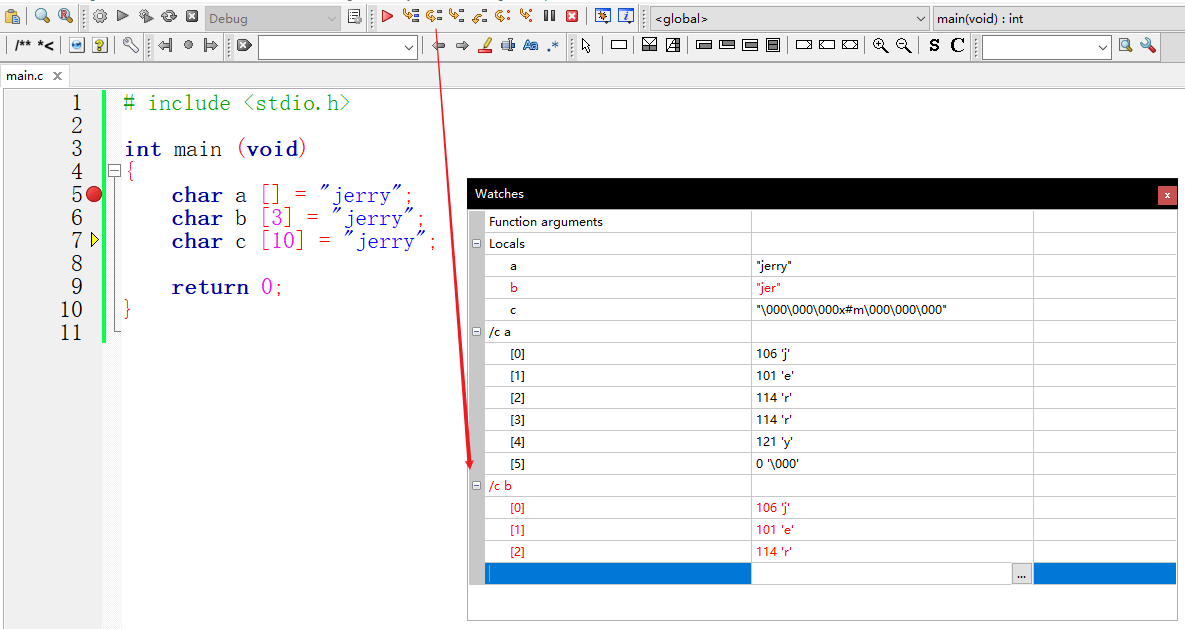 Debug <global> main(void) : int
/** *< Aa .* S C
main.c x
1 # include <stdio.h>
2
3 int main (void)
4 {
5 char a [] = "jerry";
6 char b [3] = "jerry";
7 char c [10] = "jerry";
8
9 return 0;
10 }
11
Watches x
Function arguments
Locals
a "jerry"
b "jer"
c "\000\000\000x#m\000\000\000"
/c a
[0] 106 'j'
[1] 101 'e'
[2] 114 'r'
[3] 114 'r'
[4] 121 'y'
[5] 0 '\000'
/c b
[0] 106 'j'
[1] 101 'e'
[2] 114 'r'
...